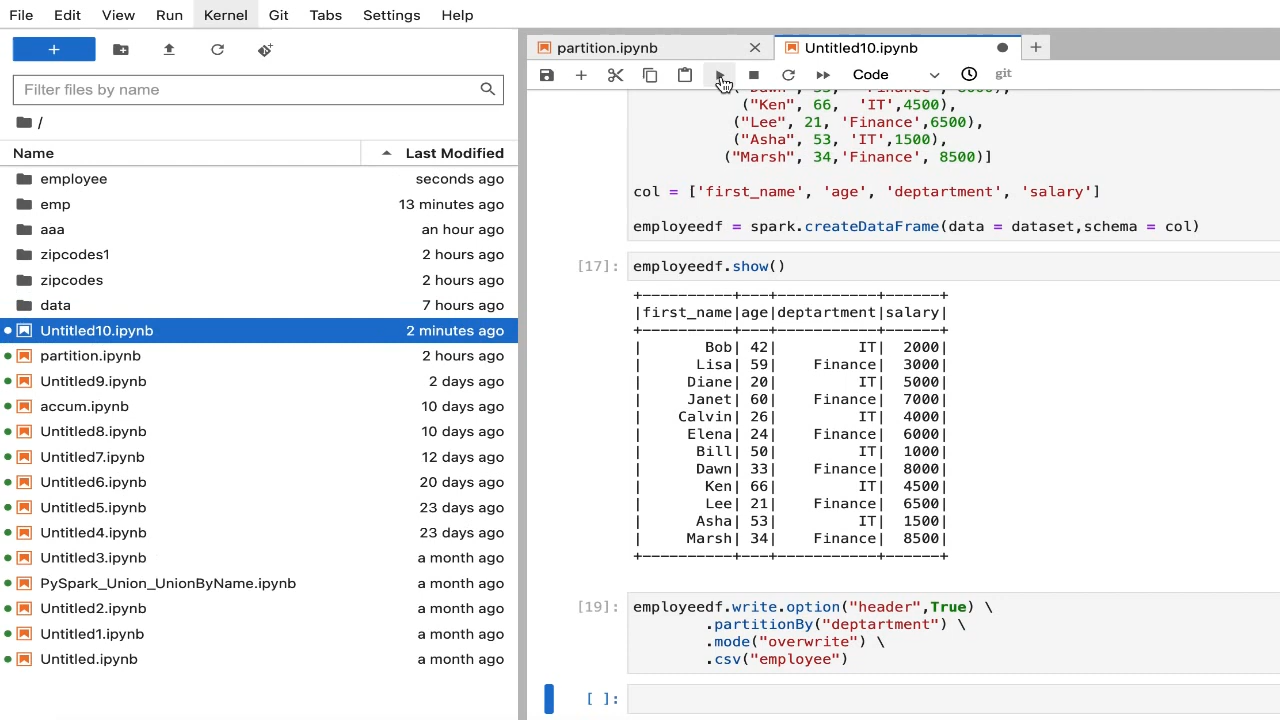 File Edit View Run Kernel Git Tabs Settings Help
+
Filter files by name
/
Name Last Modified
employee seconds ago
emp 13 minutes ago
aaa an hour ago
zipcodes1 2 hours ago
zipcodes 2 hours ago
data 7 hours ago
Untitled10.ipynb 2 minutes ago
partition.ipynb 2 hours ago
Untitled9.ipynb 2 days ago
accum.ipynb 10 days ago
Untitled8.ipynb 10 days ago
Untitled7.ipynb 12 days ago
Untitled6.ipynb 20 days ago
Untitled5.ipynb 23 days ago
Untitled4.ipynb 23 days ago
Untitled3.ipynb a month ago
PySpark_Union_UnionByName.ipynb a month ago
Untitled2.ipynb a month ago
Untitled1.ipynb a month ago
Untitled.ipynb a month ago
partition.ipynb Untitled10.ipynb +
Code git
("Dawn", 33, 'Finance', 8000),
("Ken", 66, 'IT',4500),
("Lee", 21, 'Finance',6500),
("Asha", 53, 'IT',1500),
("Marsh", 34,'Finance', 8500)]
col = ['first_name', 'age', 'deptartment', 'salary']
employeedf = spark.createDataFrame(data = dataset,schema = col)
[17]: employeedf.show()
+----------+---+-----------+------+
|first_name|age|deptartment|salary|
+----------+---+-----------+------+
| Bob| 42| IT| 2000|
| Lisa| 59| Finance| 3000|
| Diane| 20| IT| 5000|
| Janet| 60| Finance| 7000|
| Calvin| 26| IT| 4000|
| Elena| 24| Finance| 6000|
| Bill| 50| IT| 1000|
| Dawn| 33| Finance| 8000|
| Ken| 66| IT| 4500|
| Lee| 21| Finance| 6500|
| Asha| 53| IT| 1500|
| Marsh| 34| Finance| 8500|
+----------+---+-----------+------+
[19]: employeedf.write.option("header",True) \
.partitionBy("deptartment") \
.mode("overwrite") \
.csv("employee")
[ ]: